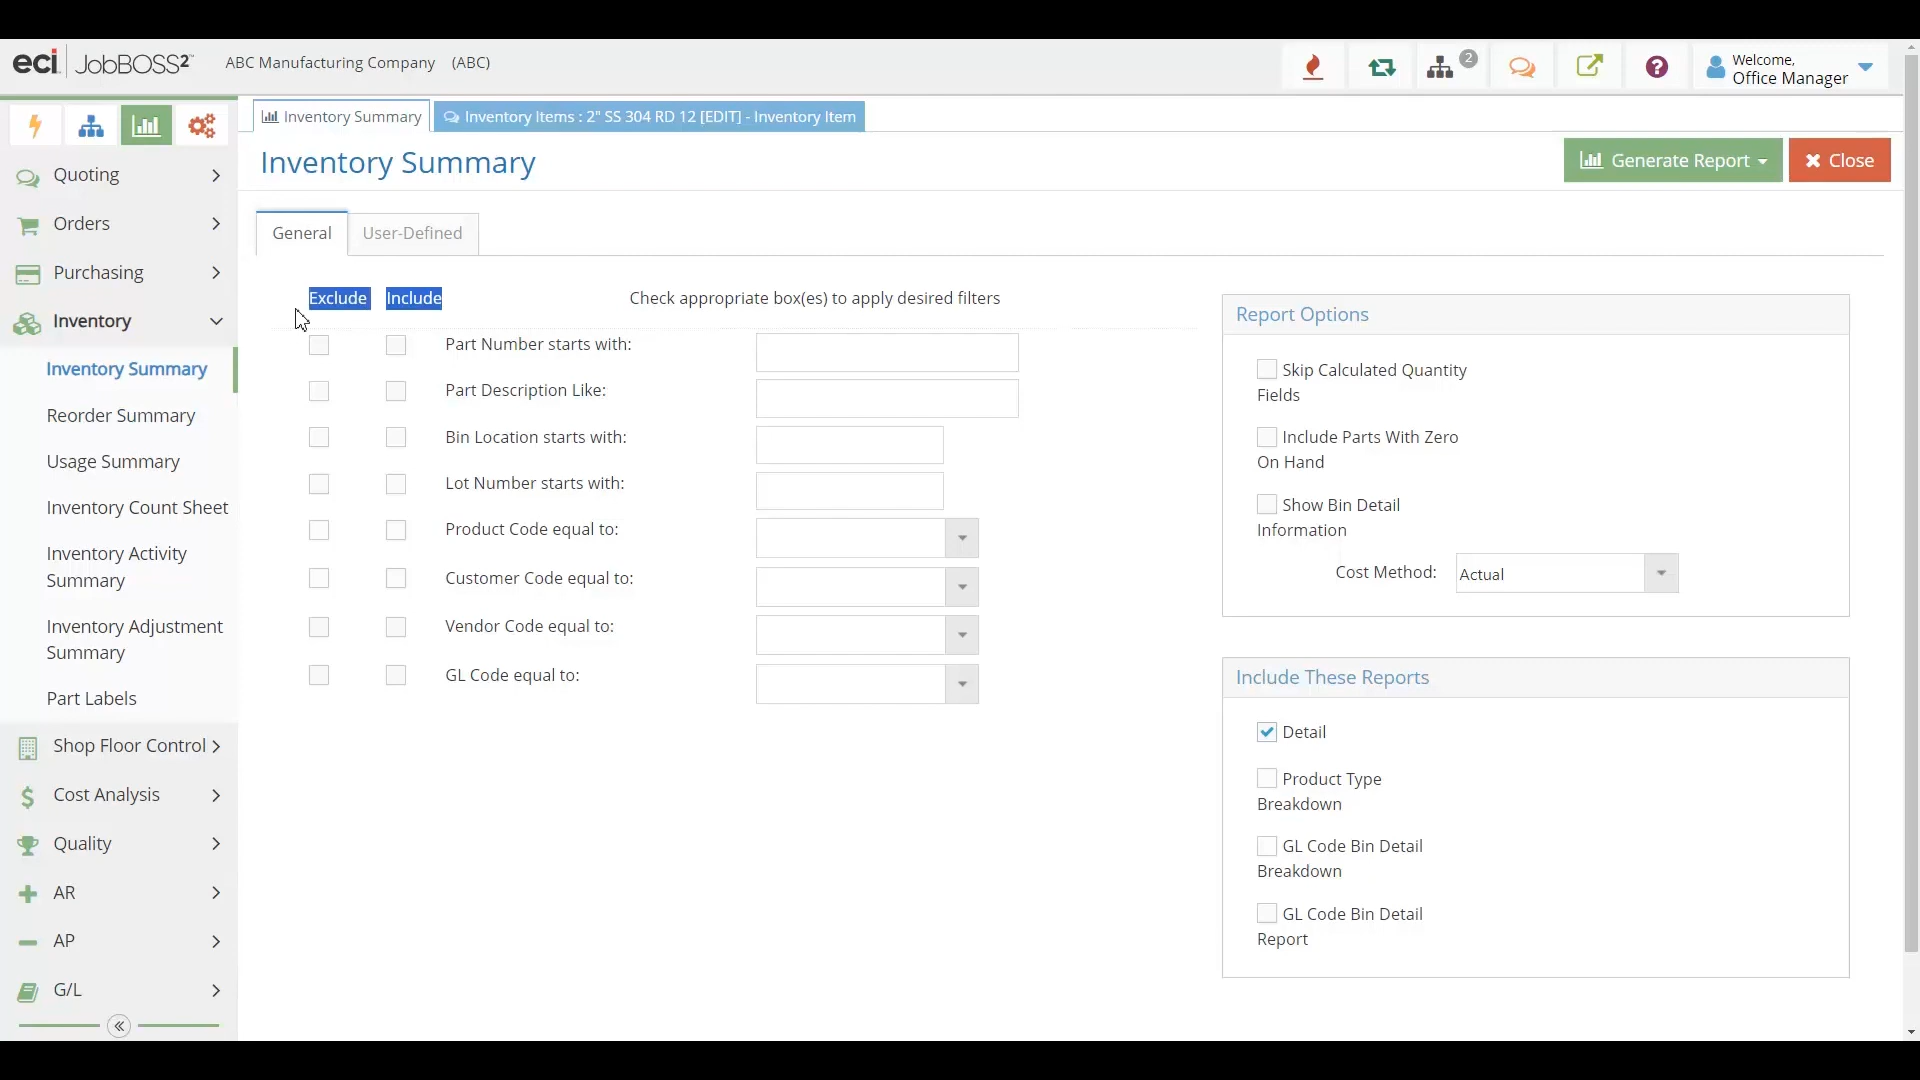 eci JobBOSS²™ ABC Manufacturing Company (ABC)
2
Welcome,
Office Manager
Inventory Summary
Inventory Items : 2" SS 304 RD 12 [EDIT] - Inventory Item
Inventory Summary
Generate Report
Close
Quoting
Orders
Purchasing
Inventory
Inventory Summary
Reorder Summary
Usage Summary
Inventory Count Sheet
Inventory Activity
Summary
Inventory Adjustment
Summary
Part Labels
Shop Floor Control
Cost Analysis
Quality
AR
AP
G/L
General
User-Defined
Exclude Include Check appropriate box(es) to apply desired filters
Part Number starts with:
Part Description Like:
Bin Location starts with:
Lot Number starts with:
Product Code equal to:
Customer Code equal to:
Vendor Code equal to:
GL Code equal to:
Report Options
Skip Calculated Quantity
Fields
Include Parts With Zero
On Hand
Show Bin Detail
Information
Cost Method: Actual
Include These Reports
Detail
Product Type
Breakdown
GL Code Bin Detail
Breakdown
GL Code Bin Detail
Report